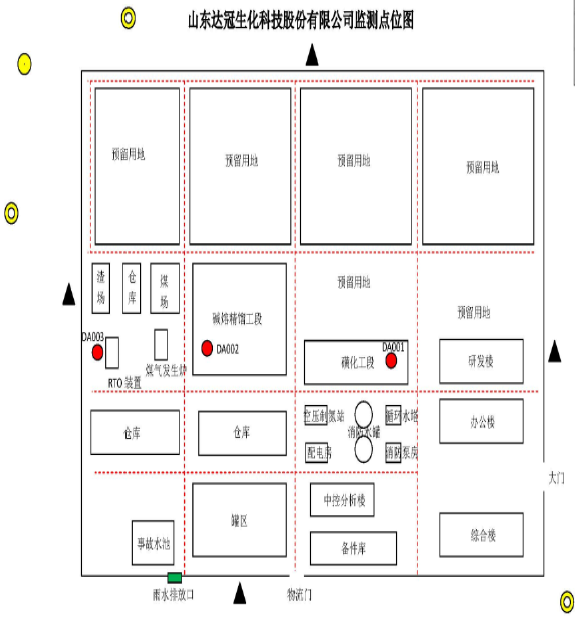 山东达冠生化科技股份有限公司监测点位图
预留用地
预留用地
预留用地
预留用地
渣场
仓库
煤场
碱熔精馏工段
预留用地
预留用地
DA003
DA002
DA001
磺化工段
研发楼
RTO 装置
煤气发生炉
仓库
仓库
空压制氮站
消防水罐
循环水塔
办公楼
配电房
消防泵房
大门
罐区
中控分析楼
事故水池
备件库
综合楼
雨水排放口
物流门